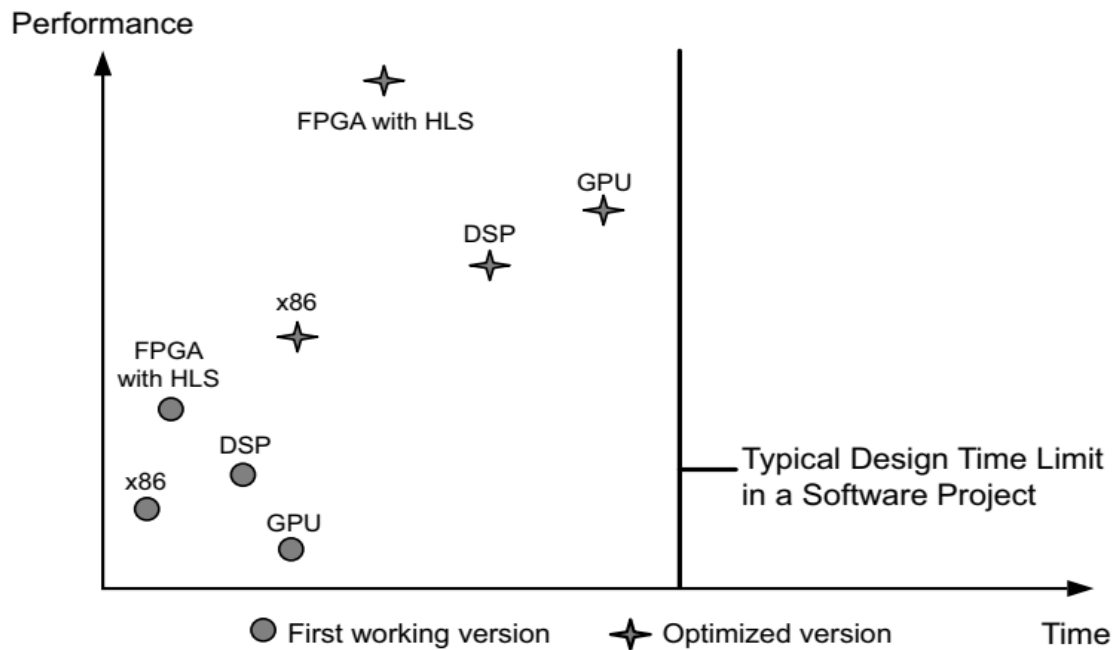 Performance
FPGA with HLS
GPU
DSP
x86
FPGA
with HLS
DSP
x86
GPU
Typical Design Time Limit
in a Software Project
First working version
Optimized version
Time